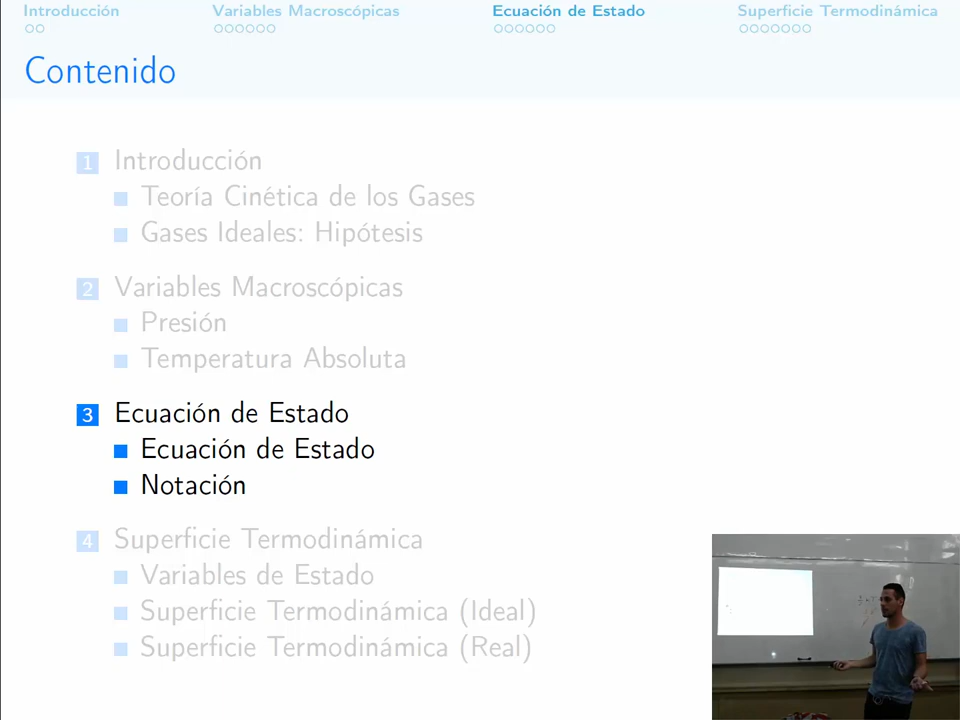 Introducción Variables Macroscópicas Ecuación de Estado Superficie Termodinámica
Contenido
1 Introducción
Teoría Cinética de los Gases
Gases Ideales: Hipótesis
2 Variables Macroscópicas
Presión
Temperatura Absoluta
3 Ecuación de Estado
Ecuación de Estado
Notación
4 Superficie Termodinámica
Variables de Estado
Superficie Termodinámica (Ideal)
Superficie Termodinámica (Real)